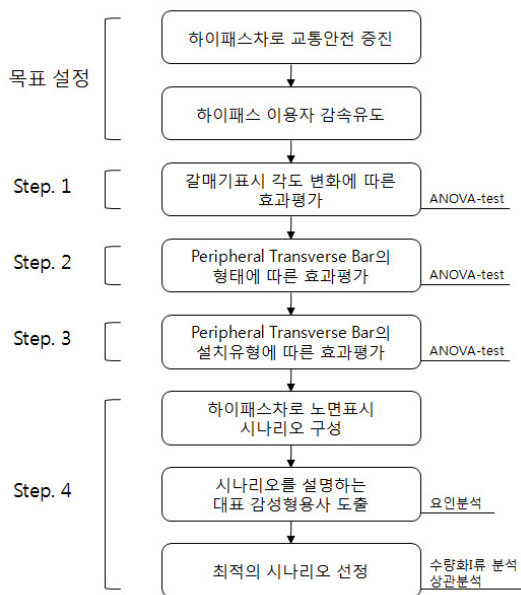 목표 설정
하이패스차로 교통안전 증진
하이패스 이용자 감속유도
Step. 1
갈매기표시 각도 변화에 따른
효과평가
ANOVA-test
Step. 2
Peripheral Transverse Bar의
형태에 따른 효과평가
ANOVA-test
Step. 3
Peripheral Transverse Bar의
설치유형에 따른 효과평가
ANOVA-test
Step. 4
하이패스차로 노면표시
시나리오 구성
시나리오를 설명하는
대표 감성형용사 도출
요인분석
최적의 시나리오 선정
수량화I류 분석
상관분석